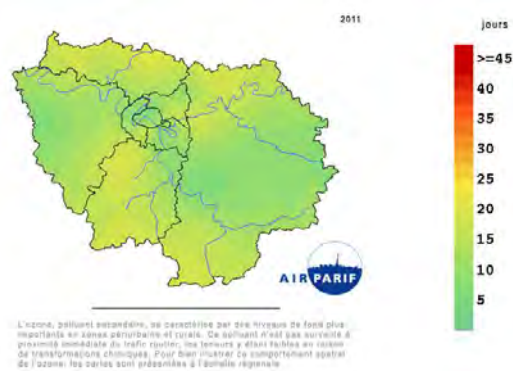 2011
jours
>=45
40
35
30
25
20
15
10
5
AIRPARIF
L'ozone, polluant secondaire, se caractérise par des niveaux de fond plus
importants en zones périurbaine et rurale. Ce polluant n'est pas surveillé à
proximité immédiate du trafic routier, les teneurs y étant faibles en raison
de transformations chimiques. Pour bien illustrer ce comportement spatial
de l'ozone, les cartes sont présentées à l'échelle régionale.